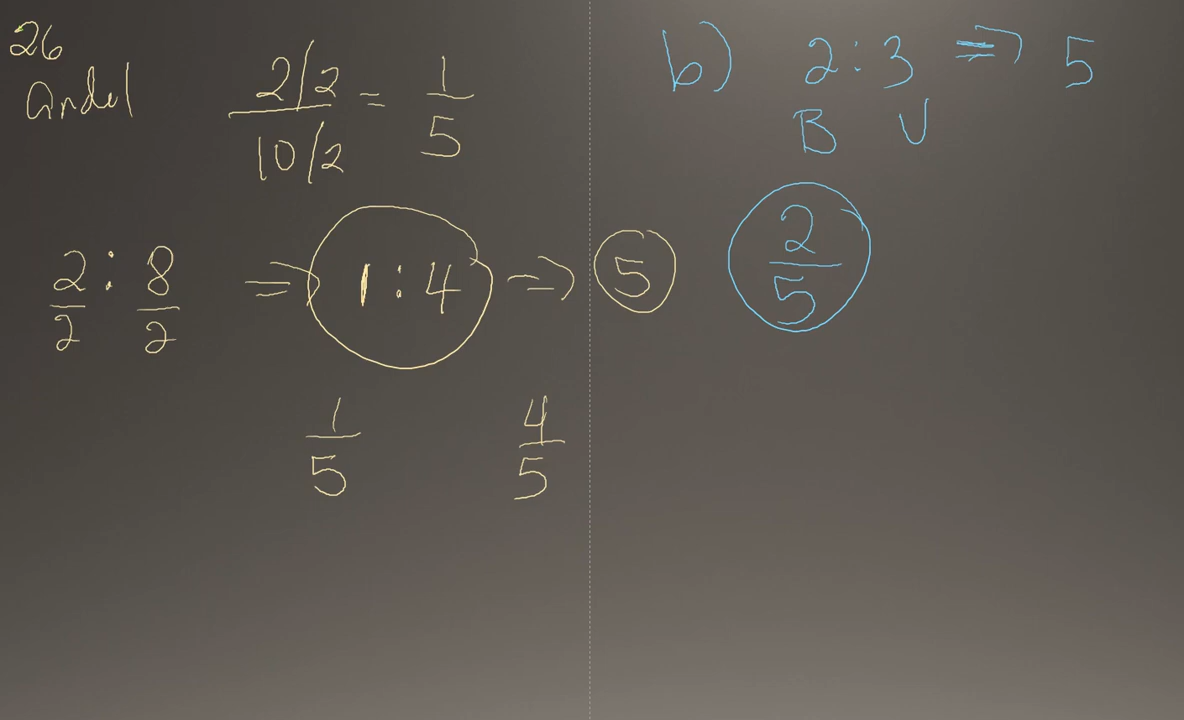 26
Andel
2/2 / 10/2 = 1/5
2/2 : 8/2 ⇒ 1 : 4 ⇒ 5
1/5 4/5
b) 2 : 3 ⇒ 5
B V
2/5